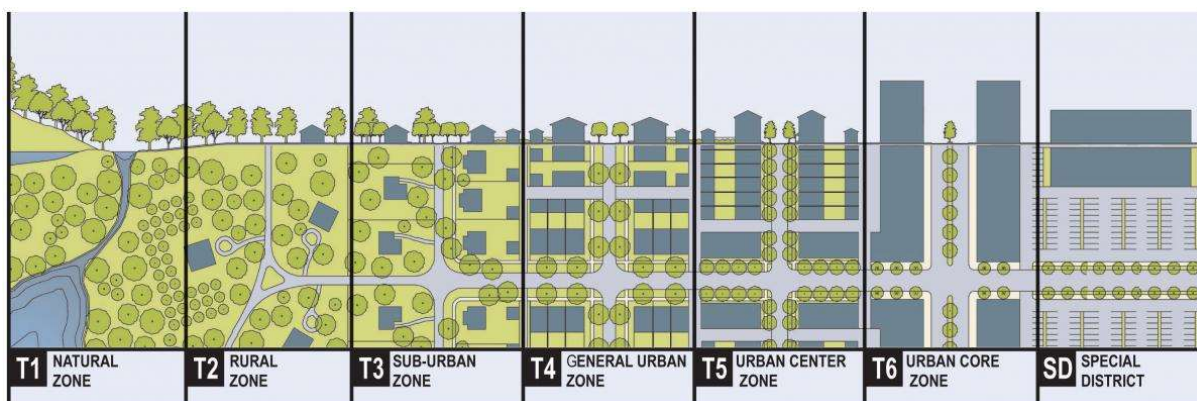 T1 NATURAL
ZONE
T2 RURAL
ZONE
T3 SUB-URBAN
ZONE
T4 GENERAL URBAN
ZONE
T5 URBAN CENTER
ZONE
T6 URBAN CORE
ZONE
SD SPECIAL
DISTRICT